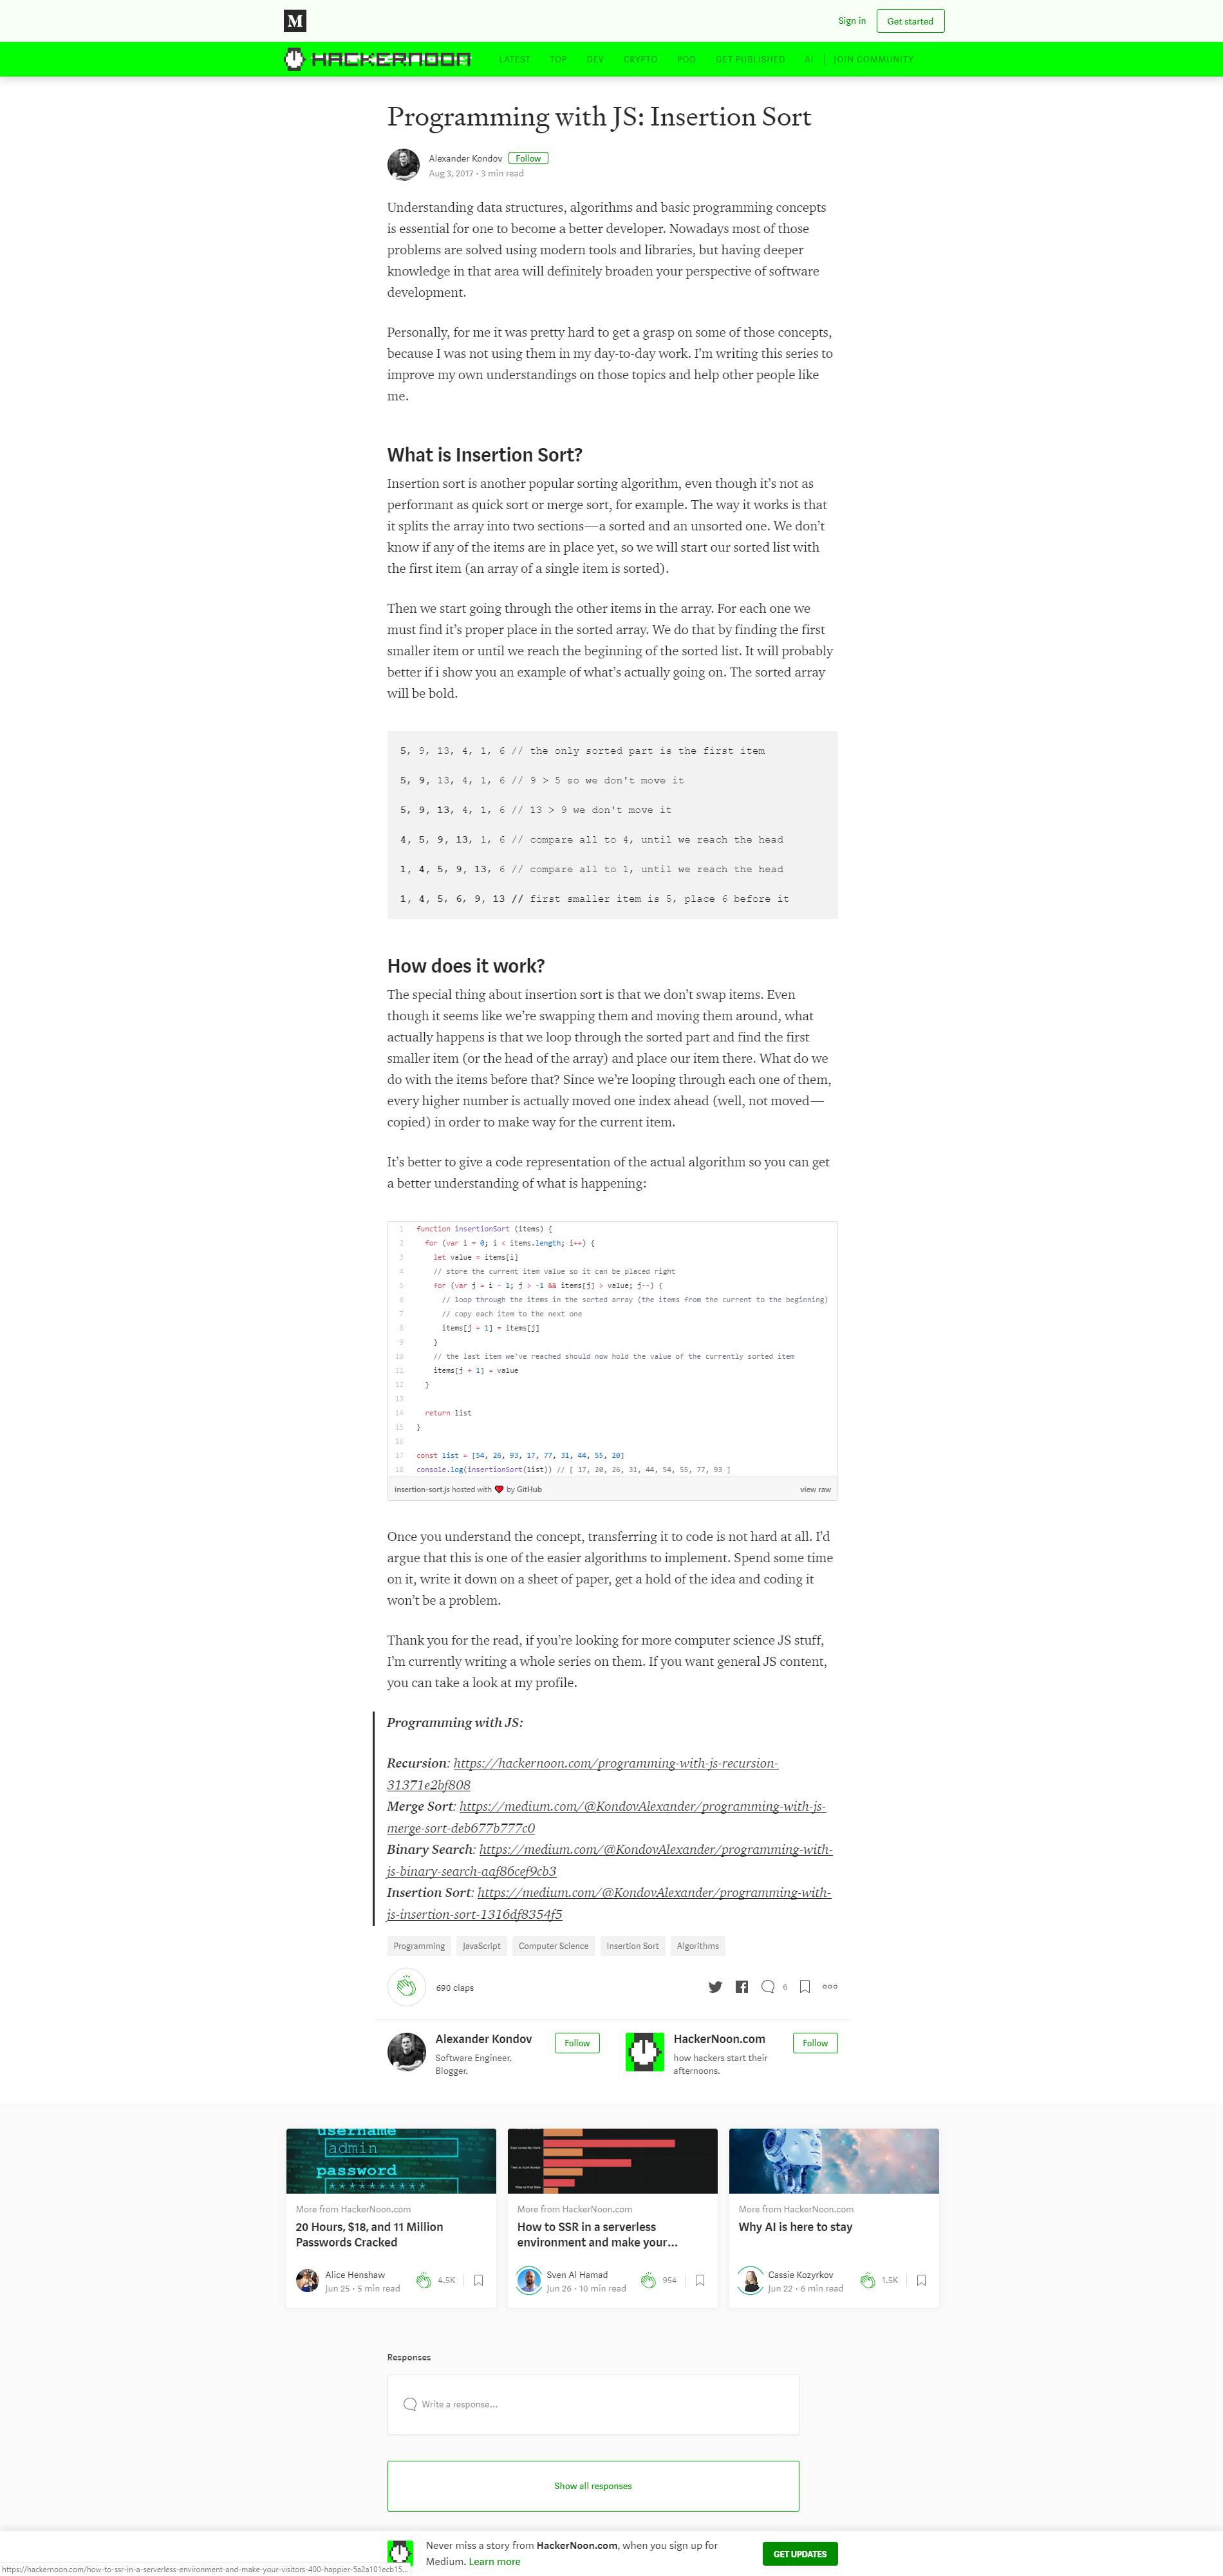 M
Sign in
Get started
HACKERNOON
LATEST TOP DEV CRYPTO POD GET PUBLISHED AI JOIN COMMUNITY
Programming with JS: Insertion Sort
Alexander Kondov Follow
Aug 3, 2017 · 3 min read
Understanding data structures, algorithms and basic programming concepts
is essential for one to become a better developer. Nowadays most of those
problems are solved using modern tools and libraries, but having deeper
knowledge in that area will definitely broaden your perspective of software
development.
Personally, for me it was pretty hard to get a grasp on some of those concepts,
because I was not using them in my day-to-day work. I’m writing this series to
improve my own understandings on those topics and help other people like
me.
What is Insertion Sort?
Insertion sort is another popular sorting algorithm, even though it’s not as
performant as quick sort or merge sort, for example. The way it works is that
it splits the array into two sections — a sorted and an unsorted one. We don’t
know if any of the items are in place yet, so we will start our sorted list with
the first item (an array of a single item is sorted).
Then we start going through the other items in the array. For each one we
must find it’s proper place in the sorted array. We do that by finding the first
smaller item or until we reach the beginning of the sorted list. It will probably
better if i show you an example of what’s actually going on. The sorted array
will be bold.
5, 9, 13, 4, 1, 6 // the only sorted part is the first item
5, 9, 13, 4, 1, 6 // 9 > 5 so we don't move it
5, 9, 13, 4, 1, 6 // 13 > 9 we don't move it
4, 5, 9, 13, 1, 6 // compare all to 4, until we reach the head
1, 4, 5, 9, 13, 6 // compare all to 1, until we reach the head
1, 4, 5, 6, 9, 13 // first smaller item is 5, place 6 before it
How does it work?
The special thing about insertion sort is that we don’t swap items. Even
though it seems like we’re swapping them and moving them around, what
actually happens is that we loop through the sorted part and find the first
smaller item (or the head of the array) and place our item there. What do we
do with the items before that? Since we’re looping through each one of them,
every higher number is actually moved one index ahead (well, not moved —
copied) in order to make way for the current item.
It’s better to give a code representation of the actual algorithm so you can get
a better understanding of what is happening:
1 function insertionSort (items) {
2 for (var i = 0; i < items.length; i++) {
3 let value = items[i]
4 // store the current item value so it can be placed right
5 for (var j = i - 1; j > -1 && items[j] > value; j--) {
6 // loop through the items in the sorted array (the items from the current to the beginning)
7 // copy each item to the next one
8 items[j + 1] = items[j]
9 }
10 // the last item we've reached should now hold the value of the currently sorted item
11 items[j + 1] = value
12 }
13
14 return list
15 }
16
17 const list = [54, 26, 93, 17, 77, 31, 44, 55, 20]
18 console.log(insertionSort(list)) // [ 17, 20, 26, 31, 44, 54, 55, 77, 93 ]
insertion-sort.js hosted with ❤ by GitHub view raw
Once you understand the concept, transferring it to code is not hard at all. I’d
argue that this is one of the easier algorithms to implement. Spend some time
on it, write it down on a sheet of paper, get a hold of the idea and coding it
won’t be a problem.
Thank you for the read, if you’re looking for more computer science JS stuff,
I’m currently writing a whole series on them. If you want general JS content,
you can take a look at my profile.
Programming with JS:
Recursion: https://hackernoon.com/programming-with-js-recursion-
31371e2bf808
Merge Sort: https://medium.com/@KondovAlexander/programming-with-js-
merge-sort-deb677b777c0
Binary Search: https://medium.com/@KondovAlexander/programming-with-
js-binary-search-aaf86cef9cb3
Insertion Sort: https://medium.com/@KondovAlexander/programming-with-
js-insertion-sort-1316df8354f5
Programming JavaScript Computer Science Insertion Sort Algorithms
690 claps
6
Alexander Kondov
Follow
Software Engineer.
Blogger.
HackerNoon.com
Follow
how hackers start their
afternoons.
username
admin
password
**********
More from HackerNoon.com
20 Hours, $18, and 11 Million
Passwords Cracked
Alice Henshaw
Jun 25 · 5 min read
4.5K
More from HackerNoon.com
How to SSR in a serverless
environment and make your…
Sven Al Hamad
Jun 26 · 10 min read
954
More from HackerNoon.com
Why AI is here to stay
Cassie Kozyrkov
Jun 22 · 6 min read
1.5K
Responses
Write a response...
Show all responses
Never miss a story from HackerNoon.com, when you sign up for
Medium. Learn more
GET UPDATES
https://hackernoon.com/how-to-ssr-in-a-serverless-environment-and-make-your-visitors-400-happier-5a2a101ecb15...